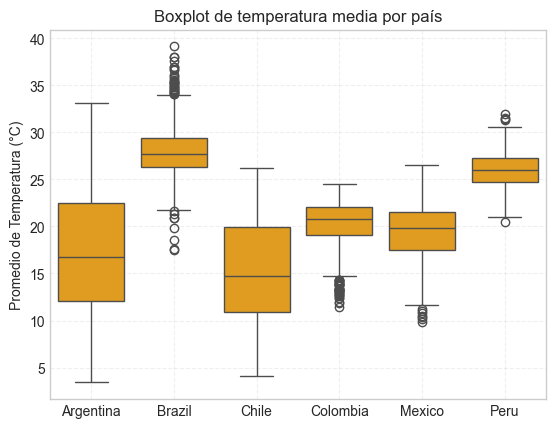 Boxplot de temperatura media por país
Promedio de Temperatura (°C)
40
35
30
25
20
15
10
5
Argentina
Brazil
Chile
Colombia
Mexico
Peru